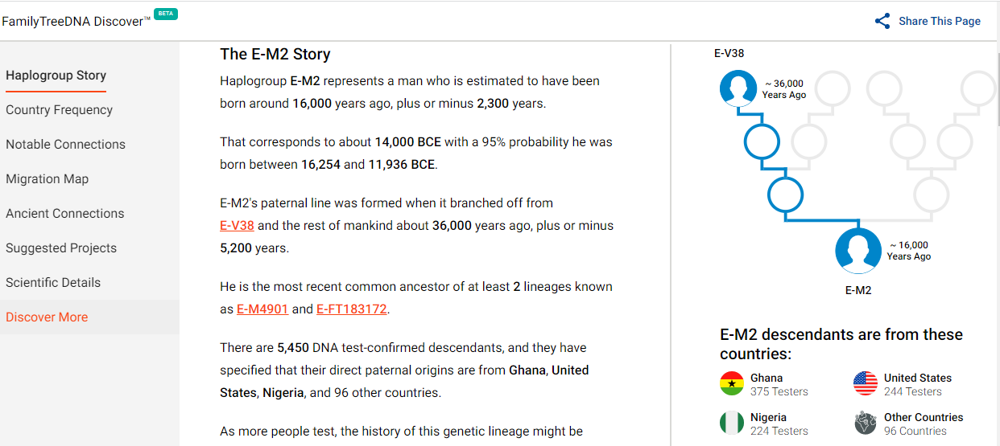 FamilyTreeDNA Discover™ BETA
Share This Page
Haplogroup Story
Country Frequency
Notable Connections
Migration Map
Ancient Connections
Suggested Projects
Scientific Details
Discover More
The E-M2 Story
Haplogroup E-M2 represents a man who is estimated to have been
born around 16,000 years ago, plus or minus 2,300 years.
That corresponds to about 14,000 BCE with a 95% probability he was
born between 16,254 and 11,936 BCE.
E-M2's paternal line was formed when it branched off from
E-V38 and the rest of mankind about 36,000 years ago, plus or minus
5,200 years.
He is the most recent common ancestor of at least 2 lineages known
as E-M4901 and E-FT183172.
There are 5,450 DNA test-confirmed descendants, and they have
specified that their direct paternal origins are from Ghana, United
States, Nigeria, and 96 other countries.
As more people test, the history of this genetic lineage might be
E-V38
~ 36,000
Years Ago
~ 16,000
Years Ago
E-M2
E-M2 descendants are from these
countries:
Ghana
375 Testers
United States
244 Testers
Nigeria
224 Testers
Other Countries
96 Countries